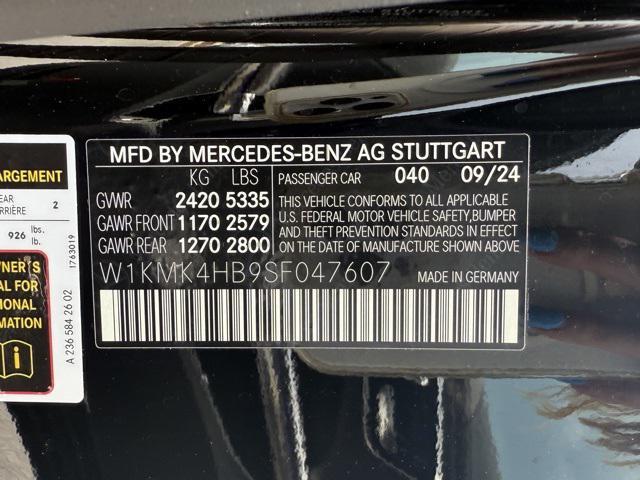 ARGEMENT
2
RRIÈRE
926 lbs.
lb.
WNER'S
AL FOR
ONAL
MATION
1763019
A 236 584 26 02
MFD BY MERCEDES-BENZ AG STUTTGART
KG LBS PASSENGER CAR 040 09/24
GVWR 2420 5335
GAWR FRONT 1170 2579
GAWR REAR 1270 2800
THIS VEHICLE CONFORMS TO ALL APPLICABLE
U.S. FEDERAL MOTOR VEHICLE SAFETY,BUMPER
AND THEFT PREVENTION STANDARDS IN EFFECT
ON THE DATE OF MANUFACTURE SHOWN ABOVE.
W1KMK4HB9SF047607 MADE IN GERMANY